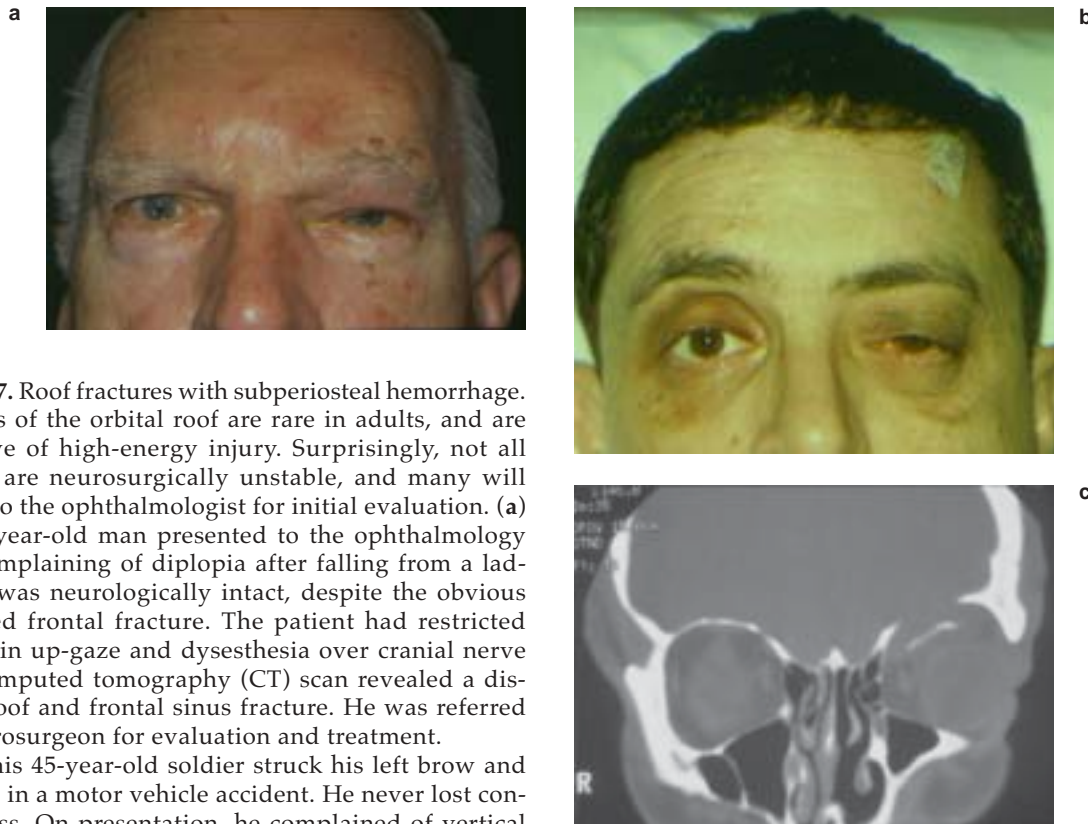 a
b
7. Roof fractures with subperiosteal hemorrhage.
s of the orbital roof are rare in adults, and are
ve of high-energy injury. Surprisingly, not all
are neurosurgically unstable, and many will
o the ophthalmologist for initial evaluation. (a)
year-old man presented to the ophthalmology
mplaining of diplopia after falling from a lad-
was neurologically intact, despite the obvious
ed frontal fracture. The patient had restricted
in up-gaze and dysesthesia over cranial nerve
mputed tomography (CT) scan revealed a dis-
oof and frontal sinus fracture. He was referred
rosurgeon for evaluation and treatment.
his 45-year-old soldier struck his left brow and
in a motor vehicle accident. He never lost con-
ss. On presentation, he complained of vertical
c
R